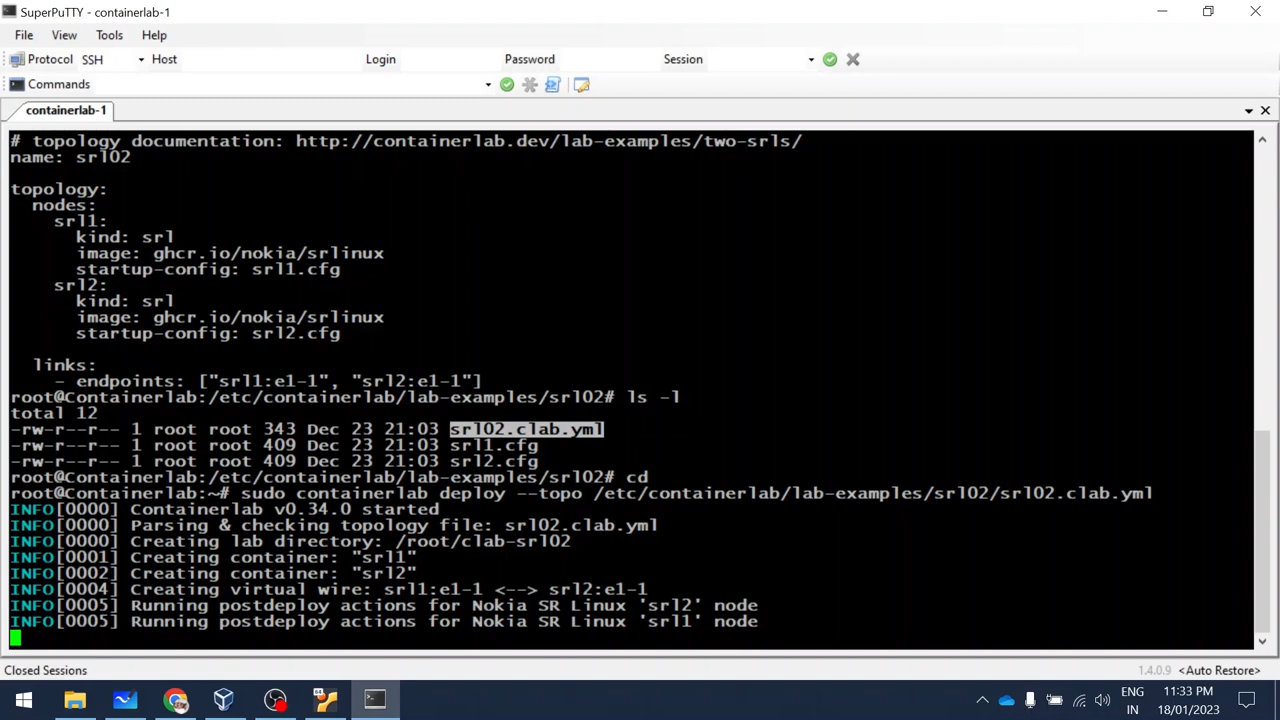 SuperPuTTY - containerlab-1
File View Tools Help
Protocol SSH Host Login Password Session
Commands
containerlab-1
# topology documentation: http://containerlab.dev/lab-examples/two-srls/
name: srl02
topology:
  nodes:
    srl1:
      kind: srl
      image: ghcr.io/nokia/srlinux
      startup-config: srl1.cfg
    srl2:
      kind: srl
      image: ghcr.io/nokia/srlinux
      startup-config: srl2.cfg
  links:
    - endpoints: ["srl1:e1-1", "srl2:e1-1"]
root@Containerlab:/etc/containerlab/lab-examples/srl02# ls -l
total 12
-rw-r--r-- 1 root root 343 Dec 23 21:03 srl02.clab.yml
-rw-r--r-- 1 root root 409 Dec 23 21:03 srl1.cfg
-rw-r--r-- 1 root root 409 Dec 23 21:03 srl2.cfg
root@Containerlab:/etc/containerlab/lab-examples/srl02# cd
root@Containerlab:~# sudo containerlab deploy --topo /etc/containerlab/lab-examples/srl02/srl02.clab.yml
INFO[0000] Containerlab v0.34.0 started
INFO[0000] Parsing & checking topology file: srl02.clab.yml
INFO[0000] Creating lab directory: /root/clab-srl02
INFO[0001] Creating container: "srl1"
INFO[0002] Creating container: "srl2"
INFO[0004] Creating virtual wire: srl1:e1-1 <--> srl2:e1-1
INFO[0005] Running postdeploy actions for Nokia SR Linux 'srl2' node
INFO[0005] Running postdeploy actions for Nokia SR Linux 'srl1' node
Closed Sessions 1.4.0.9 <Auto Restore>
ENG 11:33 PM
IN 18/01/2023